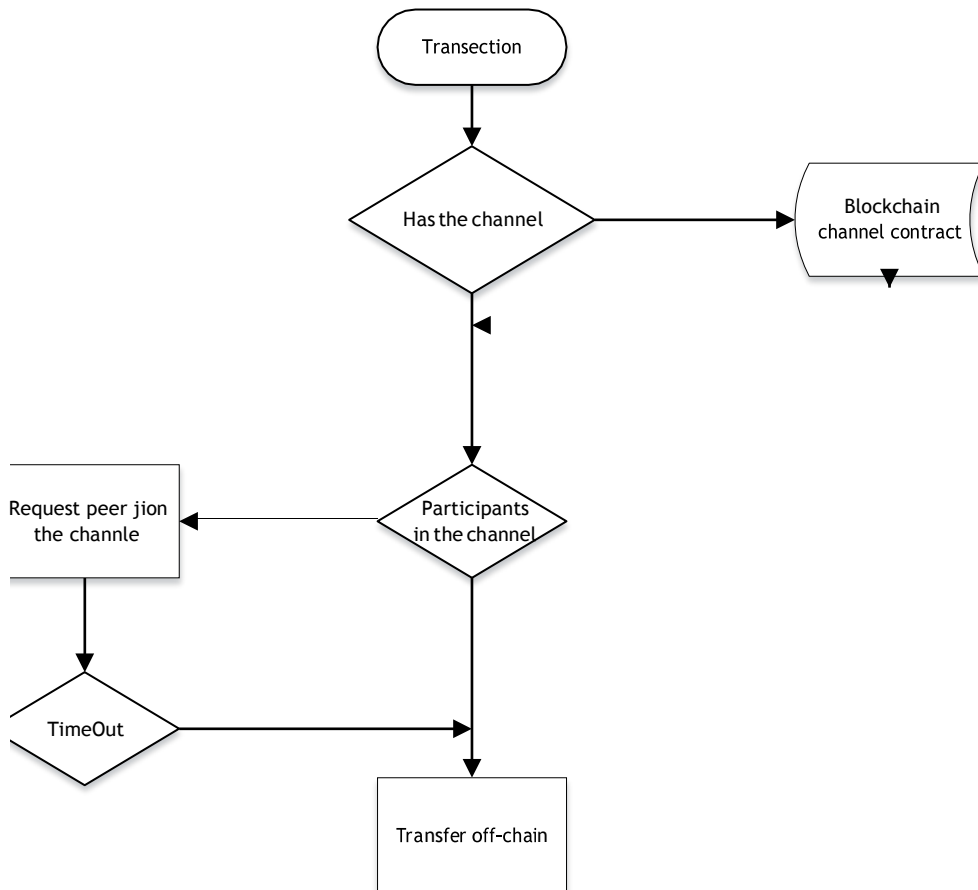 Transection
Has the channel
Blockchain
channel contract
Participants
in the channel
Request peer jion
the channle
TimeOut
Transfer off-chain